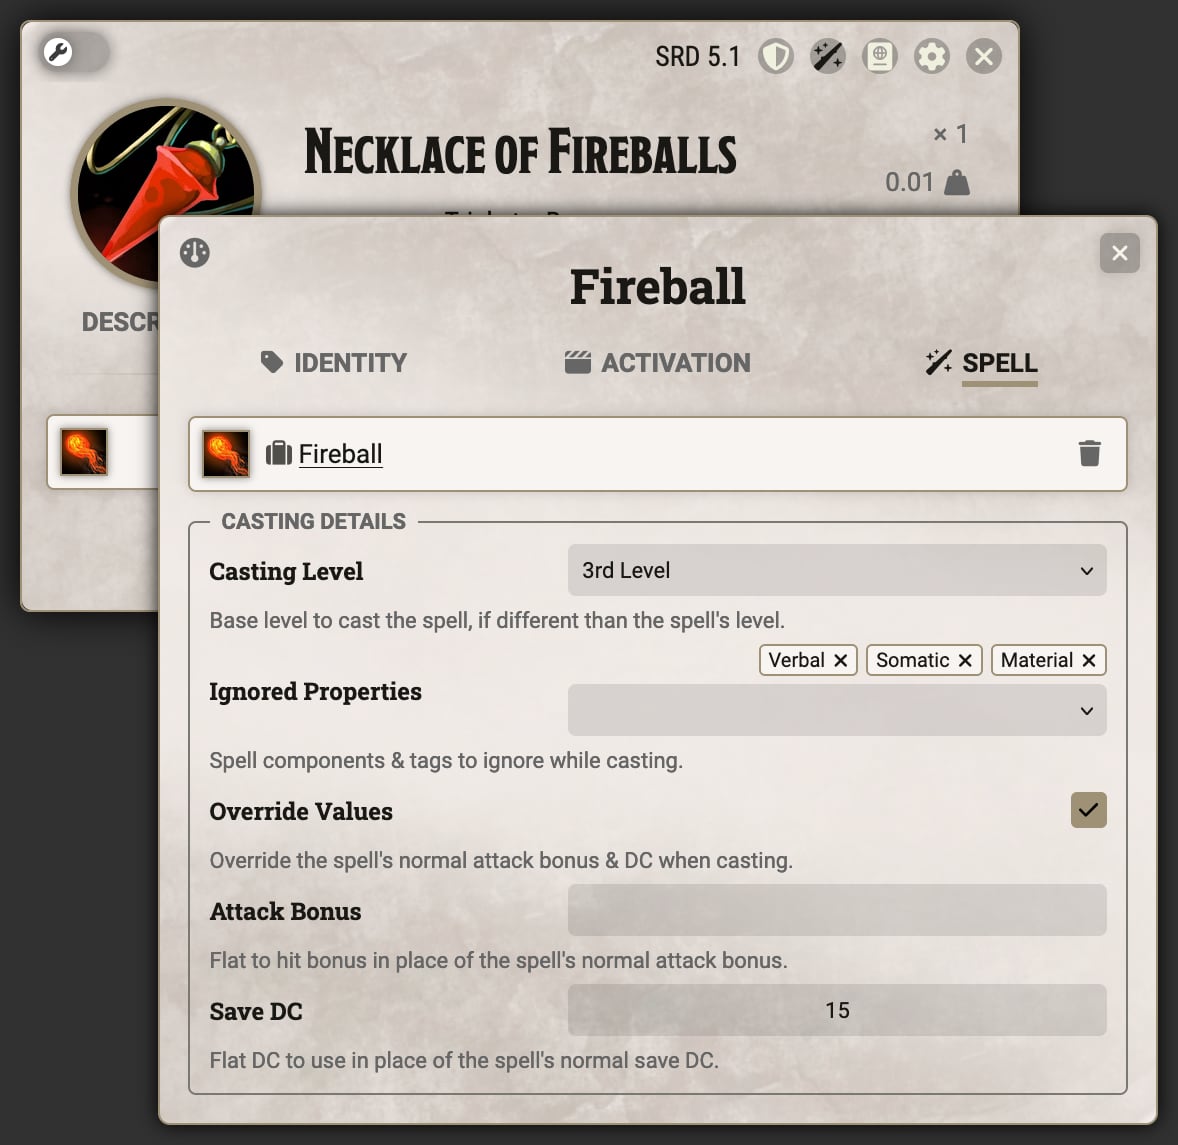 SRD 5.1
NECKLACE OF FIREBALLS
× 1
0.01
DESCR
Fireball
IDENTITY
ACTIVATION
SPELL
Fireball
CASTING DETAILS
Casting Level
3rd Level
Base level to cast the spell, if different than the spell's level.
Verbal × Somatic × Material ×
Ignored Properties
Spell components & tags to ignore while casting.
Override Values
Override the spell's normal attack bonus & DC when casting.
Attack Bonus
Flat to hit bonus in place of the spell's normal attack bonus.
Save DC
15
Flat DC to use in place of the spell's normal save DC.